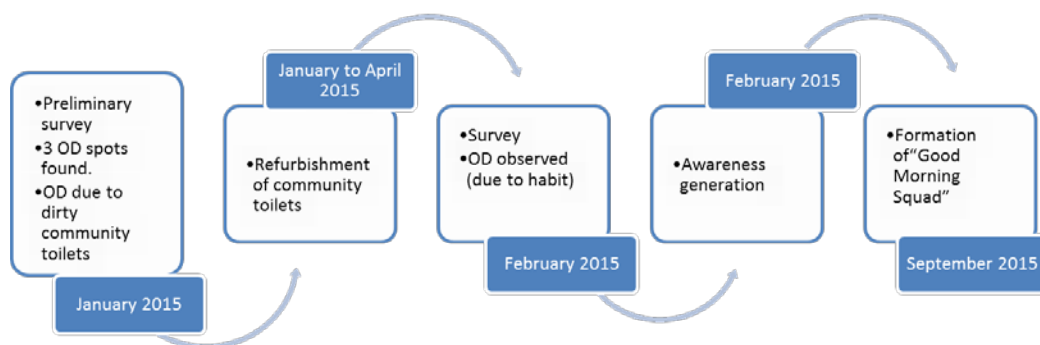 •Preliminary
survey
•3 OD spots
found.
•OD due to
dirty
community
toilets
January 2015
January to April
2015
•Refurbishment
of community
toilets
•Survey
•OD observed
(due to habit)
February 2015
February 2015
•Awareness
generation
•Formation
of“Good
Morning
Squad”
September 2015